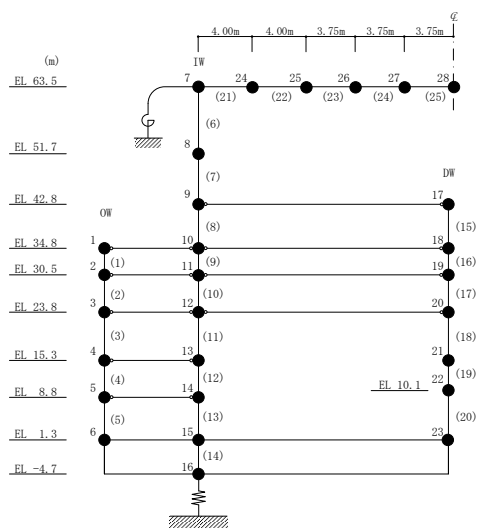 ℄
4.00m 4.00m 3.75m 3.75m 3.75m
(m) IW
EL 63.5 7 24 25 26 27 28
(21) (22) (23) (24) (25)
(6)
EL 51.7 8
(7) DW
EL 42.8 9 17
OW
(8) (15)
EL 34.8 1 10 18
(1) (9) (16)
EL 30.5 2 11 19
(2) (10) (17)
EL 23.8 3 12 20
(3) (11) (18)
EL 15.3 4 13 21
(4) (12) (19)
EL 10.1 22
EL 8.8 5 14
(5) (13) (20)
EL 1.3 6 15 23
(14)
EL -4.7 16